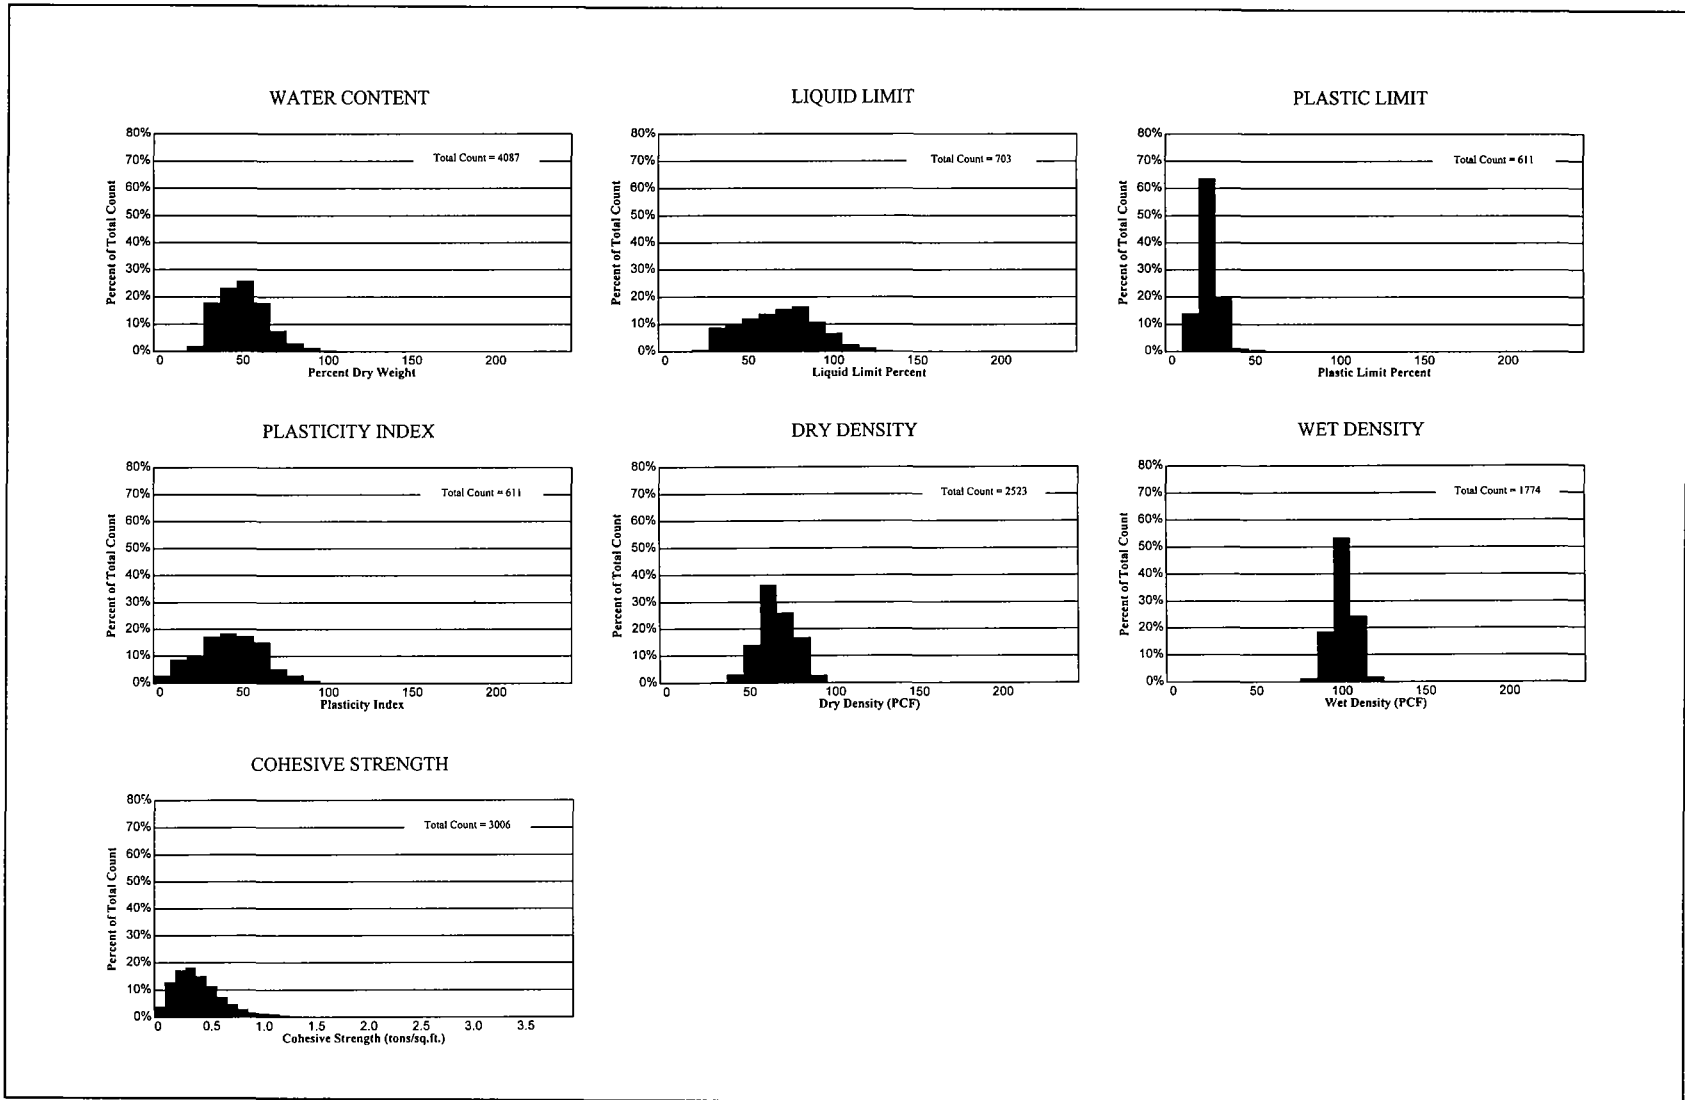 WATER CONTENT
80%
70%
60%
50%
40%
30%
20%
10%
0%
Percent of Total Count
Total Count = 4087
0 50 100 150 200
Percent Dry Weight
LIQUID LIMIT
80%
70%
60%
50%
40%
30%
20%
10%
0%
Percent of Total Count
Total Count = 703
0 50 100 150 200
Liquid Limit Percent
PLASTIC LIMIT
80%
70%
60%
50%
40%
30%
20%
10%
0%
Percent of Total Count
Total Count = 611
0 50 100 150 200
Plastic Limit Percent
PLASTICITY INDEX
80%
70%
60%
50%
40%
30%
20%
10%
0%
Percent of Total Count
Total Count = 611
0 50 100 150 200
Plasticity Index
DRY DENSITY
80%
70%
60%
50%
40%
30%
20%
10%
0%
Percent of Total Count
Total Count = 2523
0 50 100 150 200
Dry Density (PCF)
WET DENSITY
80%
70%
60%
50%
40%
30%
20%
10%
0%
Percent of Total Count
Total Count = 1774
0 50 100 150 200
Wet Density (PCF)
COHESIVE STRENGTH
80%
70%
60%
50%
40%
30%
20%
10%
0%
Percent of Total Count
Total Count = 3006
0 0.5 1.0 1.5 2.0 2.5 3.0 3.5
Cohesive Strength (tons/sq.ft.)